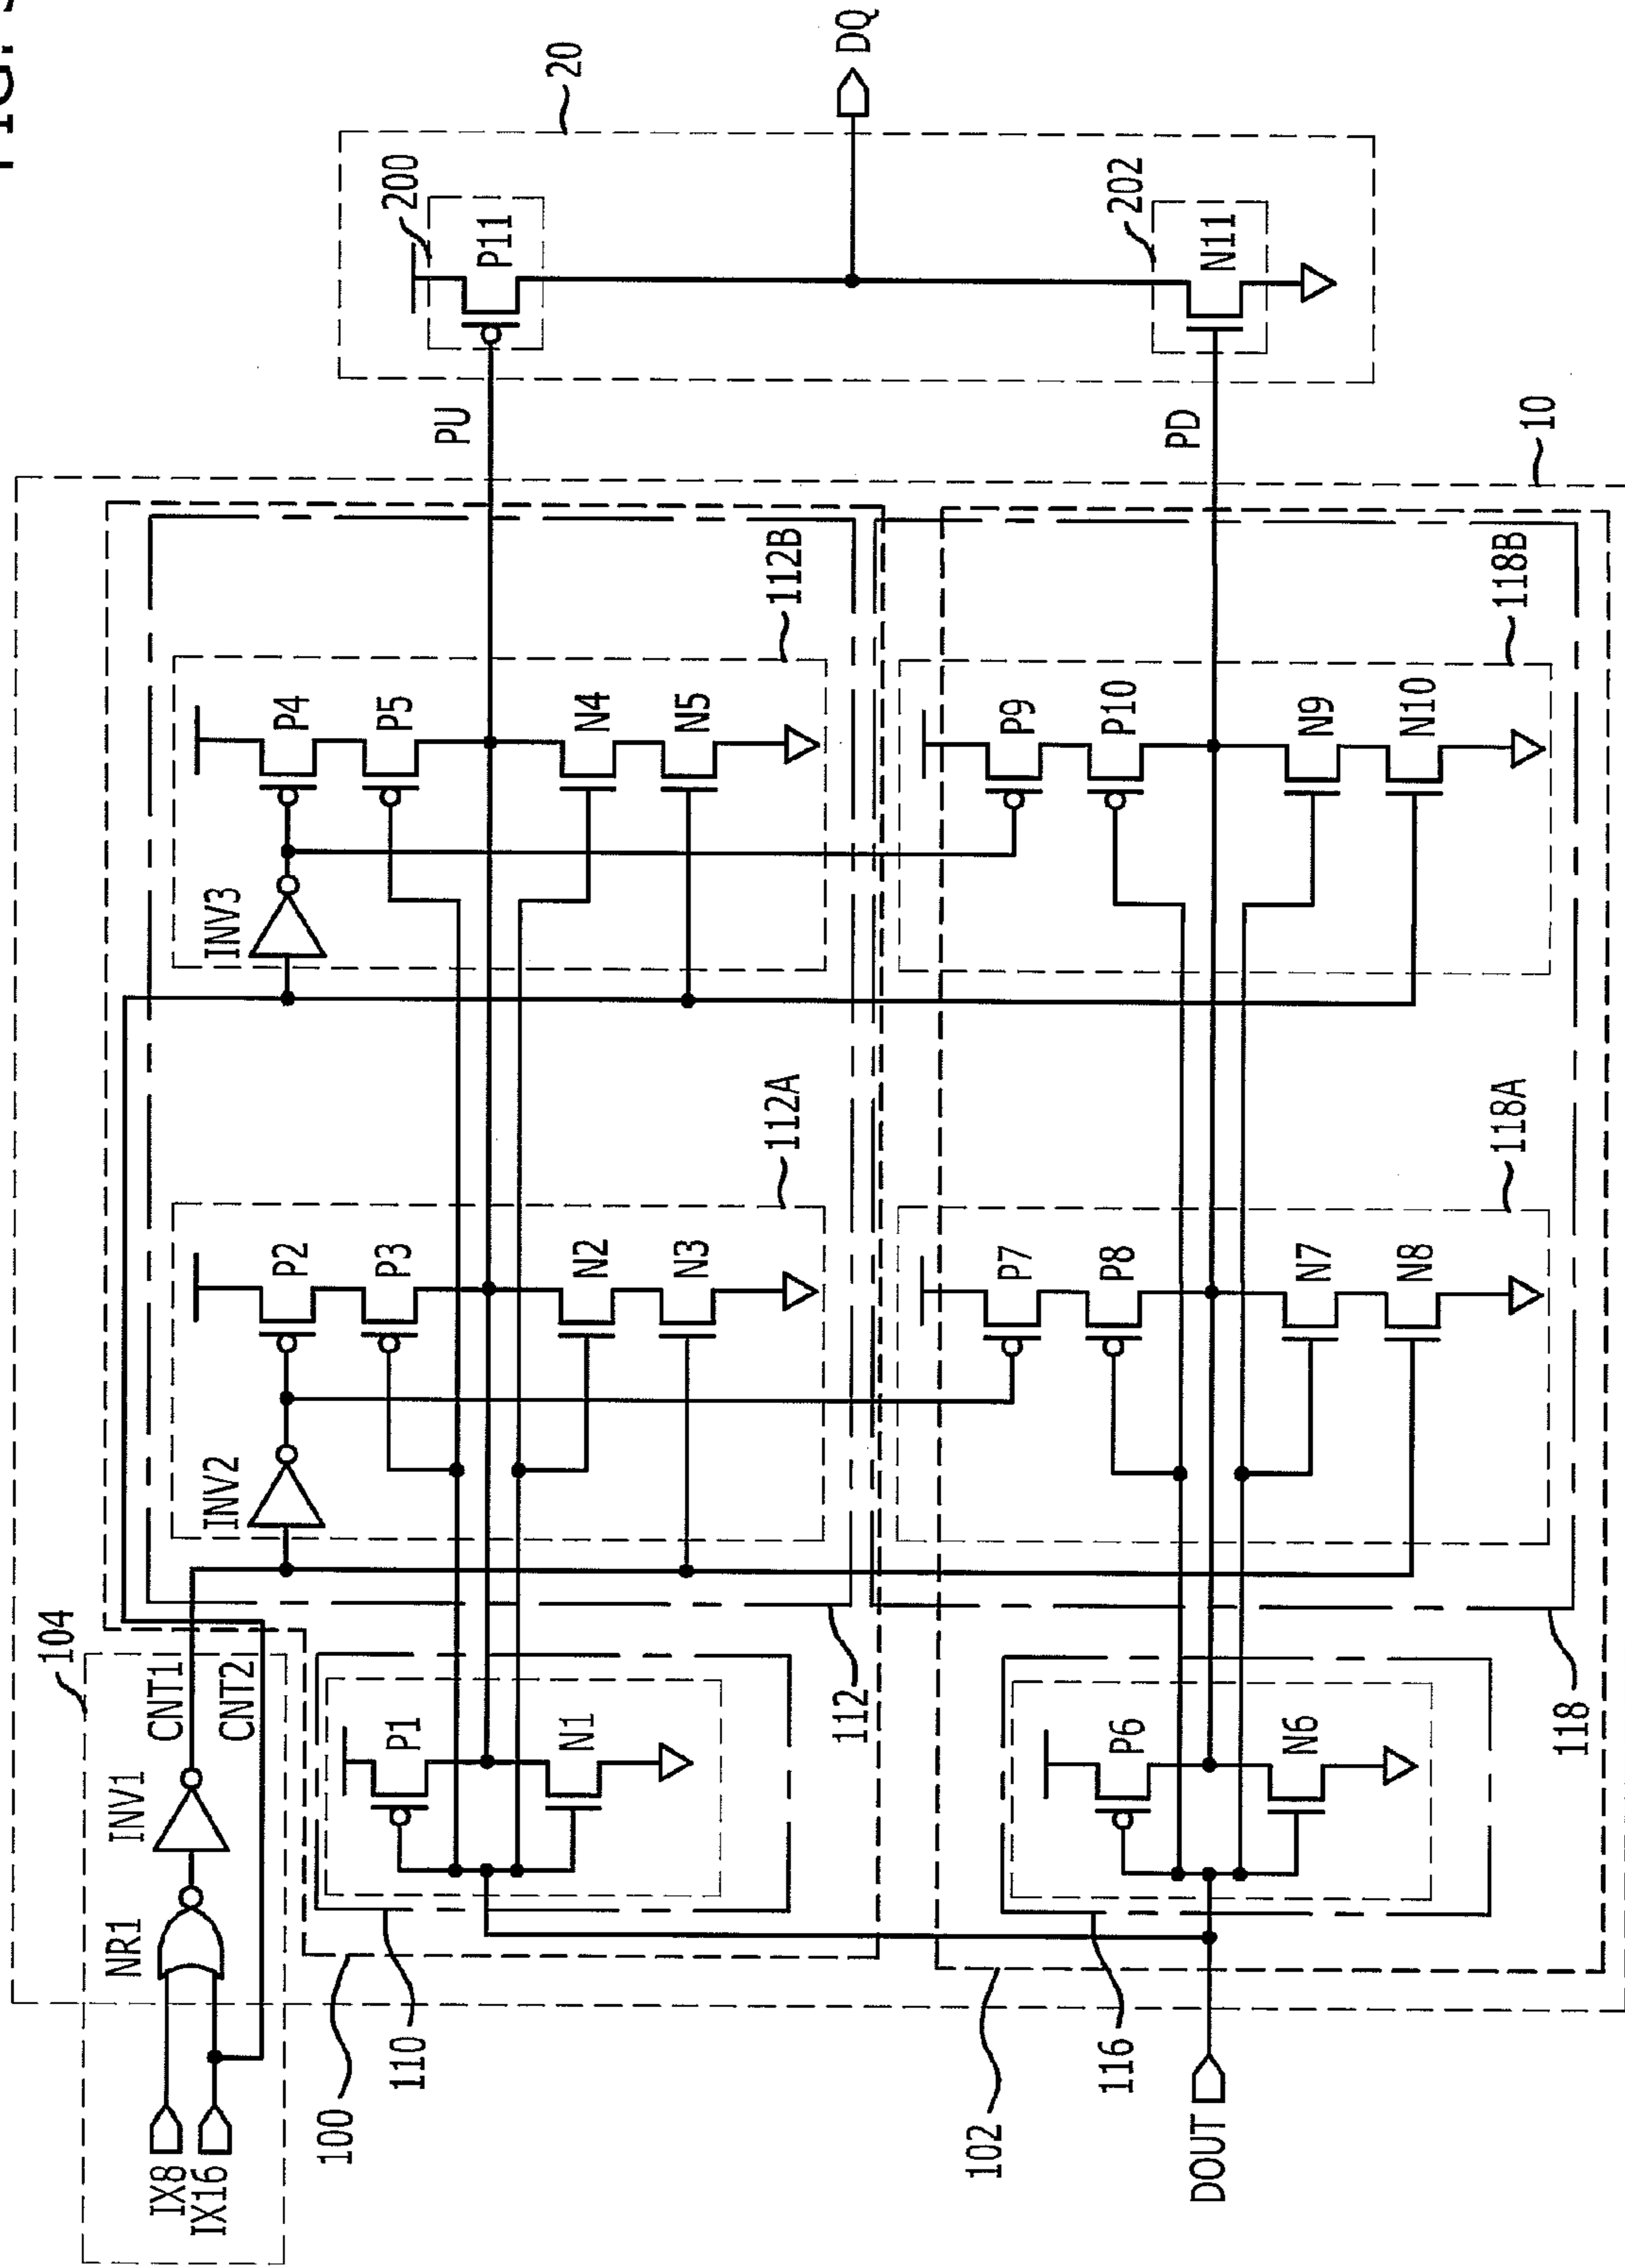 FIG.
104
IX8
IX16
NR1
INV1
CNT1
CNT2
INV2
P2
P3
N2
N3
112A
INV3
P4
P5
N4
N5
112B
PU
200
P11
20
100
110
P1
N1
112
DQ
102
116
DOUT
P6
N6
118
P7
P8
N7
N8
118A
P9
P10
N9
N10
118B
PD
202
N11
10